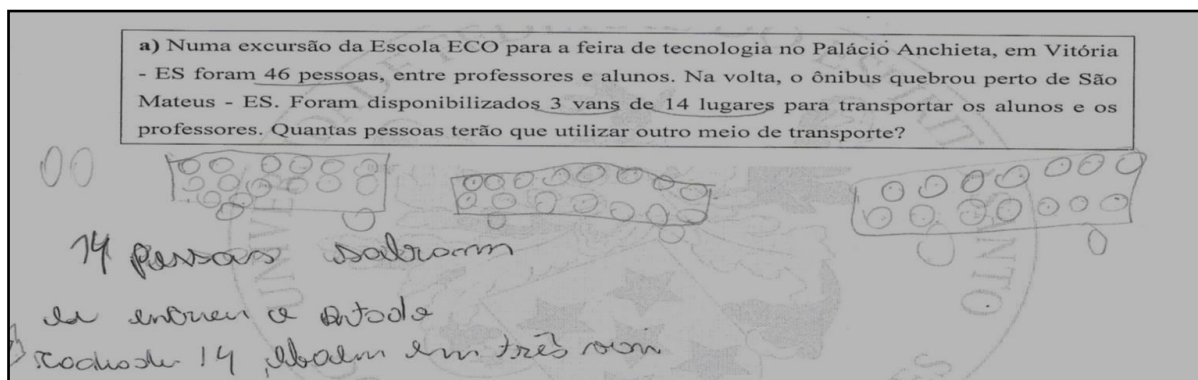 a) Numa excursão da Escola ECO para a feira de tecnologia no Palácio Anchieta, em Vitória
- ES foram 46 pessoas, entre professores e alunos. Na volta, o ônibus quebrou perto de São
Mateus - ES. Foram disponibilizados 3 vans de 14 lugares para transportar os alunos e os
professores. Quantas pessoas terão que utilizar outro meio de transporte?
14 pessoas sobrom
14 em três